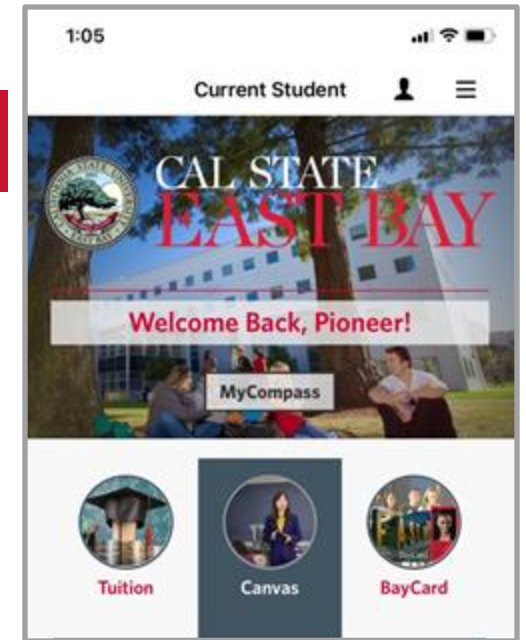 1:05
Current Student
CAL STATE
EAST BAY
Welcome Back, Pioneer!
MyCompass
Tuition
Canvas
BayCard